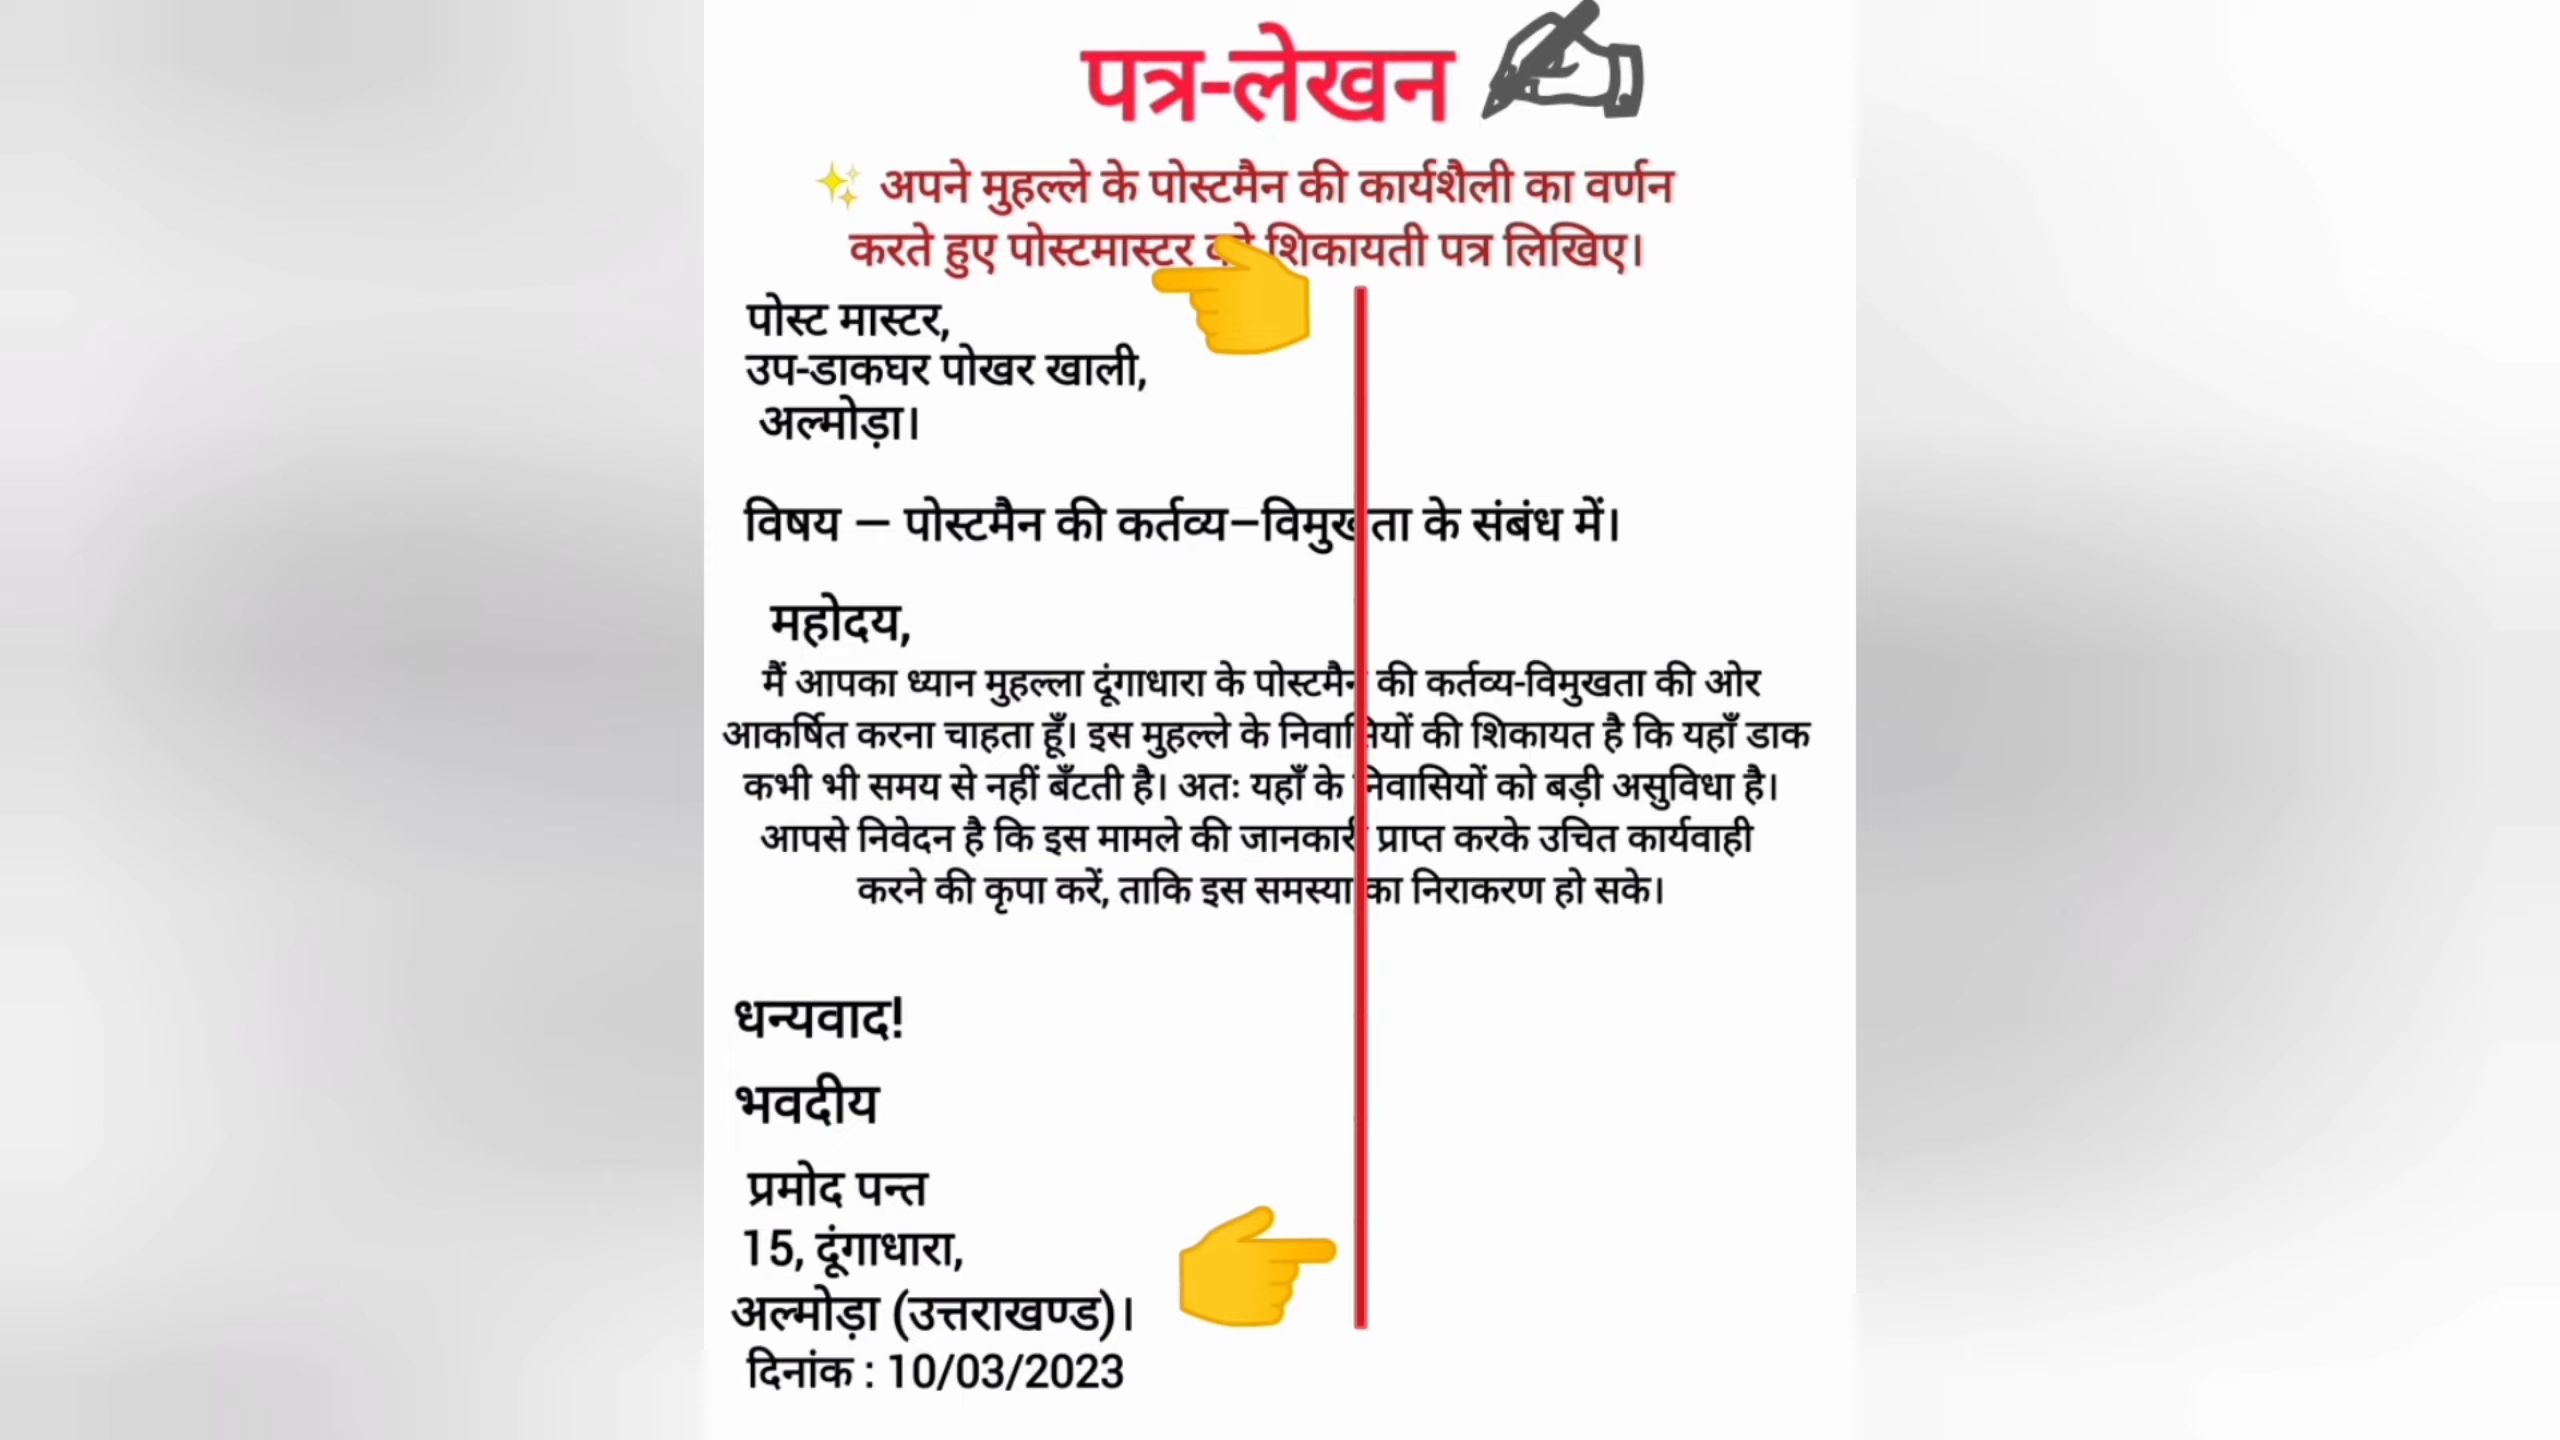 पत्र-लेखन
अपने मुहल्ले के पोस्टमैन की कार्यशैली का वर्णन
करते हुए पोस्टमास्टर को शिकायती पत्र लिखिए।
पोस्ट मास्टर,
उप-डाकघर पोखर खाली,
अल्मोड़ा।
विषय – पोस्टमैन की कर्तव्य–विमुखता के संबंध में।
महोदय,
मैं आपका ध्यान मुहल्ला दूंगाधारा के पोस्टमैन की कर्तव्य-विमुखता की ओर
आकर्षित करना चाहता हूँ। इस मुहल्ले के निवासियों की शिकायत है कि यहाँ डाक
कभी भी समय से नहीं बँटती है। अतः यहाँ के निवासियों को बड़ी असुविधा है।
आपसे निवेदन है कि इस मामले की जानकारी प्राप्त करके उचित कार्यवाही
करने की कृपा करें, ताकि इस समस्या का निराकरण हो सके।
धन्यवाद!
भवदीय
प्रमोद पन्त
15, दूंगाधारा,
अल्मोड़ा (उत्तराखण्ड)।
दिनांक : 10/03/2023